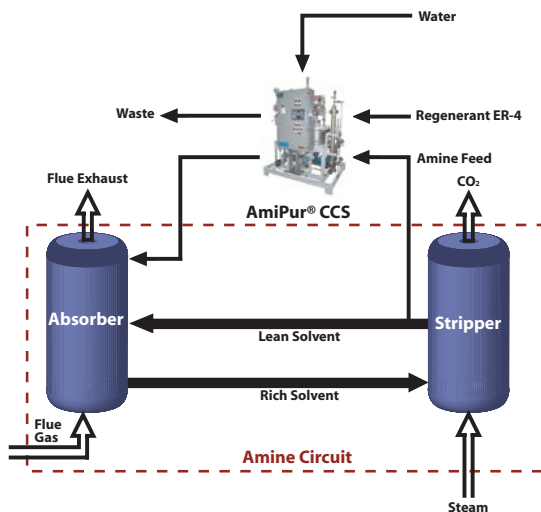 Water
Waste
Regenerant ER-4
Amine Feed
Flue Exhaust
CO₂
AmiPur® CCS
Absorber
Stripper
Lean Solvent
Rich Solvent
Flue
Gas
Amine Circuit
Steam